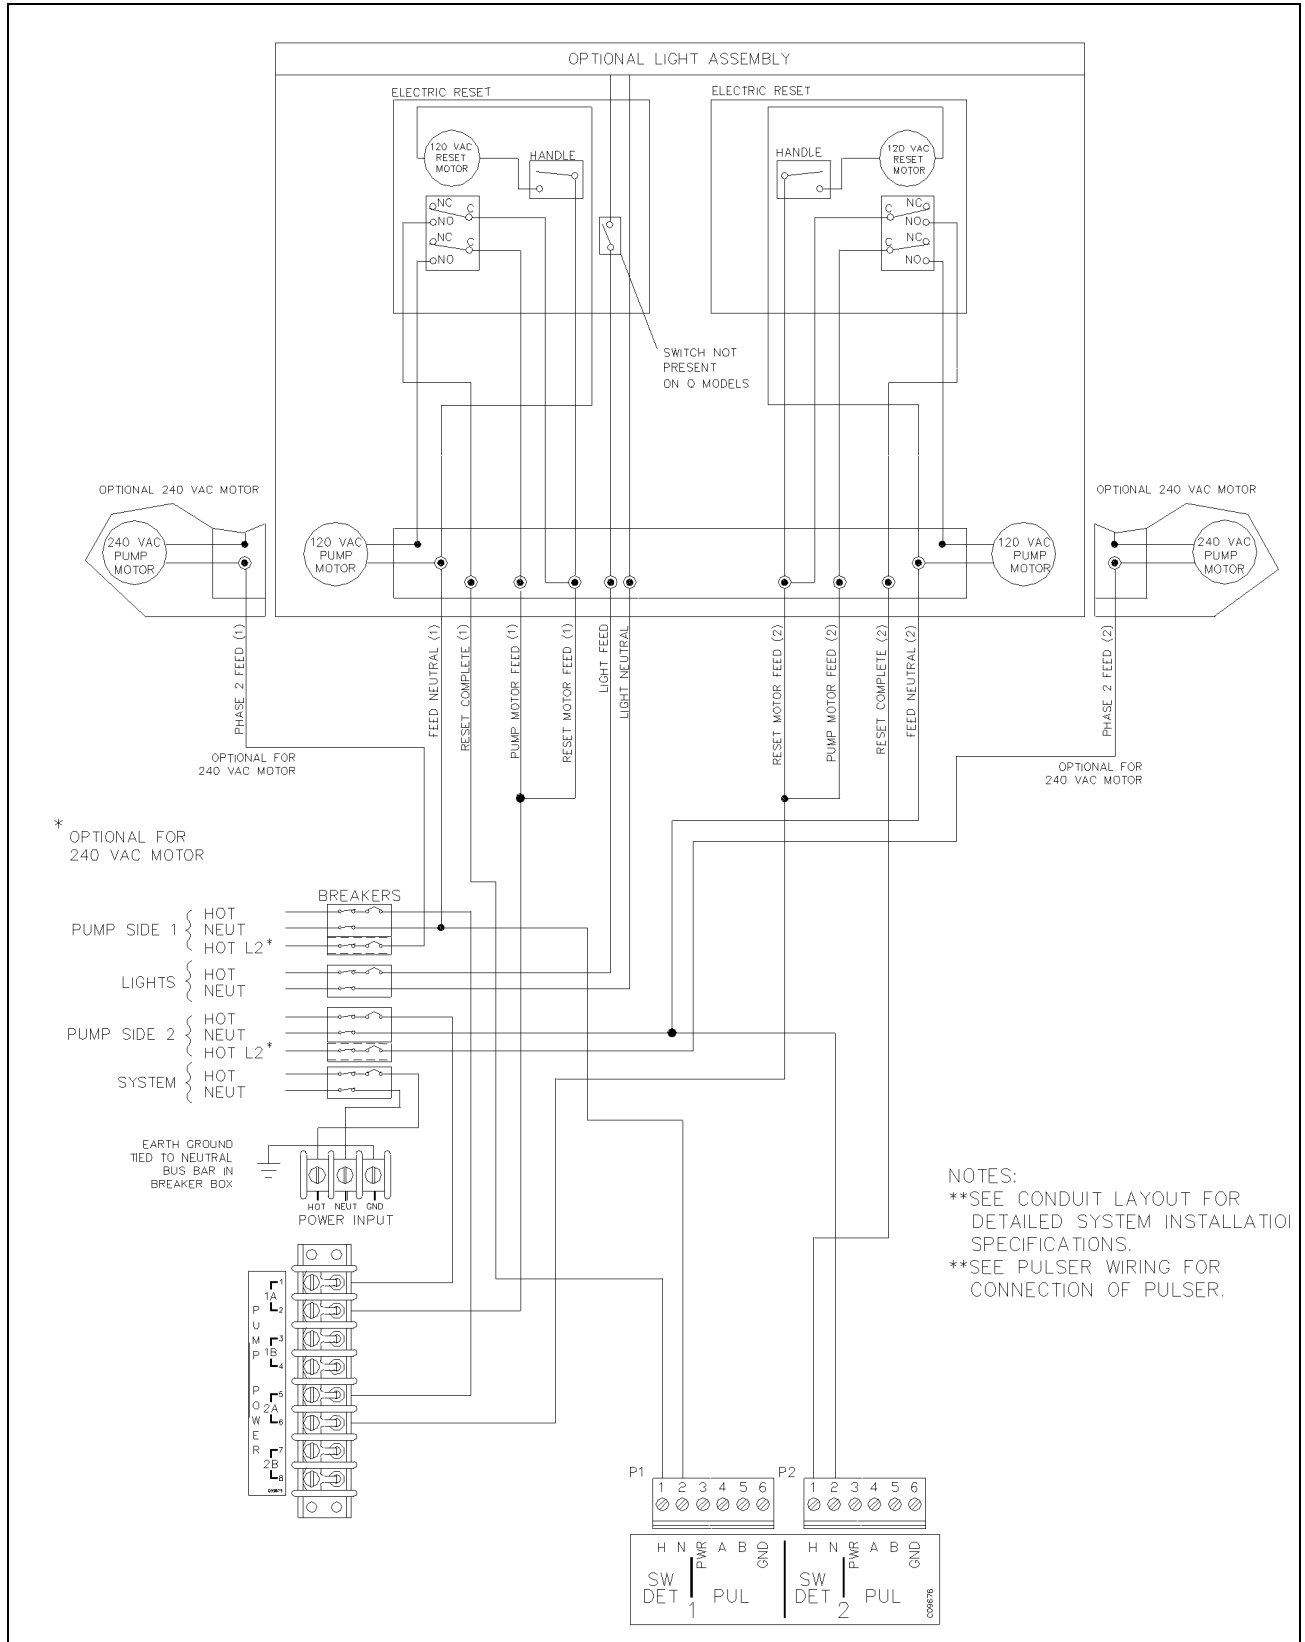 OPTIONAL LIGHT ASSEMBLY
ELECTRIC RESET
ELECTRIC RESET
120 VAC
RESET
MOTOR
HANDLE
NC
C
NO
NC
C
NO
HANDLE
120 VAC
RESET
MOTOR
NC
C
NO
NC
C
NO
SWITCH NOT
PRESENT
ON Q MODELS
OPTIONAL 240 VAC MOTOR
OPTIONAL 240 VAC MOTOR
240 VAC
PUMP
MOTOR
120 VAC
PUMP
MOTOR
120 VAC
PUMP
MOTOR
240 VAC
PUMP
MOTOR
PHASE 2 FEED (1)
FEED NEUTRAL (1)
RESET COMPLETE (1)
PUMP MOTOR FEED (1)
RESET MOTOR FEED (1)
LIGHT FEED
LIGHT NEUTRAL
RESET MOTOR FEED (2)
PUMP MOTOR FEED (2)
RESET COMPLETE (2)
FEED NEUTRAL (2)
PHASE 2 FEED (2)
OPTIONAL FOR
240 VAC MOTOR
OPTIONAL FOR
240 VAC MOTOR
*
OPTIONAL FOR
240 VAC MOTOR
BREAKERS
PUMP SIDE 1
HOT
NEUT
HOT L2*
LIGHTS
HOT
NEUT
PUMP SIDE 2
HOT
NEUT
HOT L2*
SYSTEM
HOT
NEUT
EARTH GROUND
TIED TO NEUTRAL
BUS BAR IN
BREAKER BOX
HOT NEUT GND
POWER INPUT
NOTES:
**SEE CONDUIT LAYOUT FOR
DETAILED SYSTEM INSTALLATIO
SPECIFICATIONS.
**SEE PULSER WIRING FOR
CONNECTION OF PULSER.
PUMP POWER
1
1A
2
3
1B
4
5
2A
6
7
2B
8
P1
1 2 3 4 5 6
P2
1 2 3 4 5 6
H N PWR A B GND
SW
DET
1
PUL
H N PWR A B GND
SW
DET
2
PUL
C09676